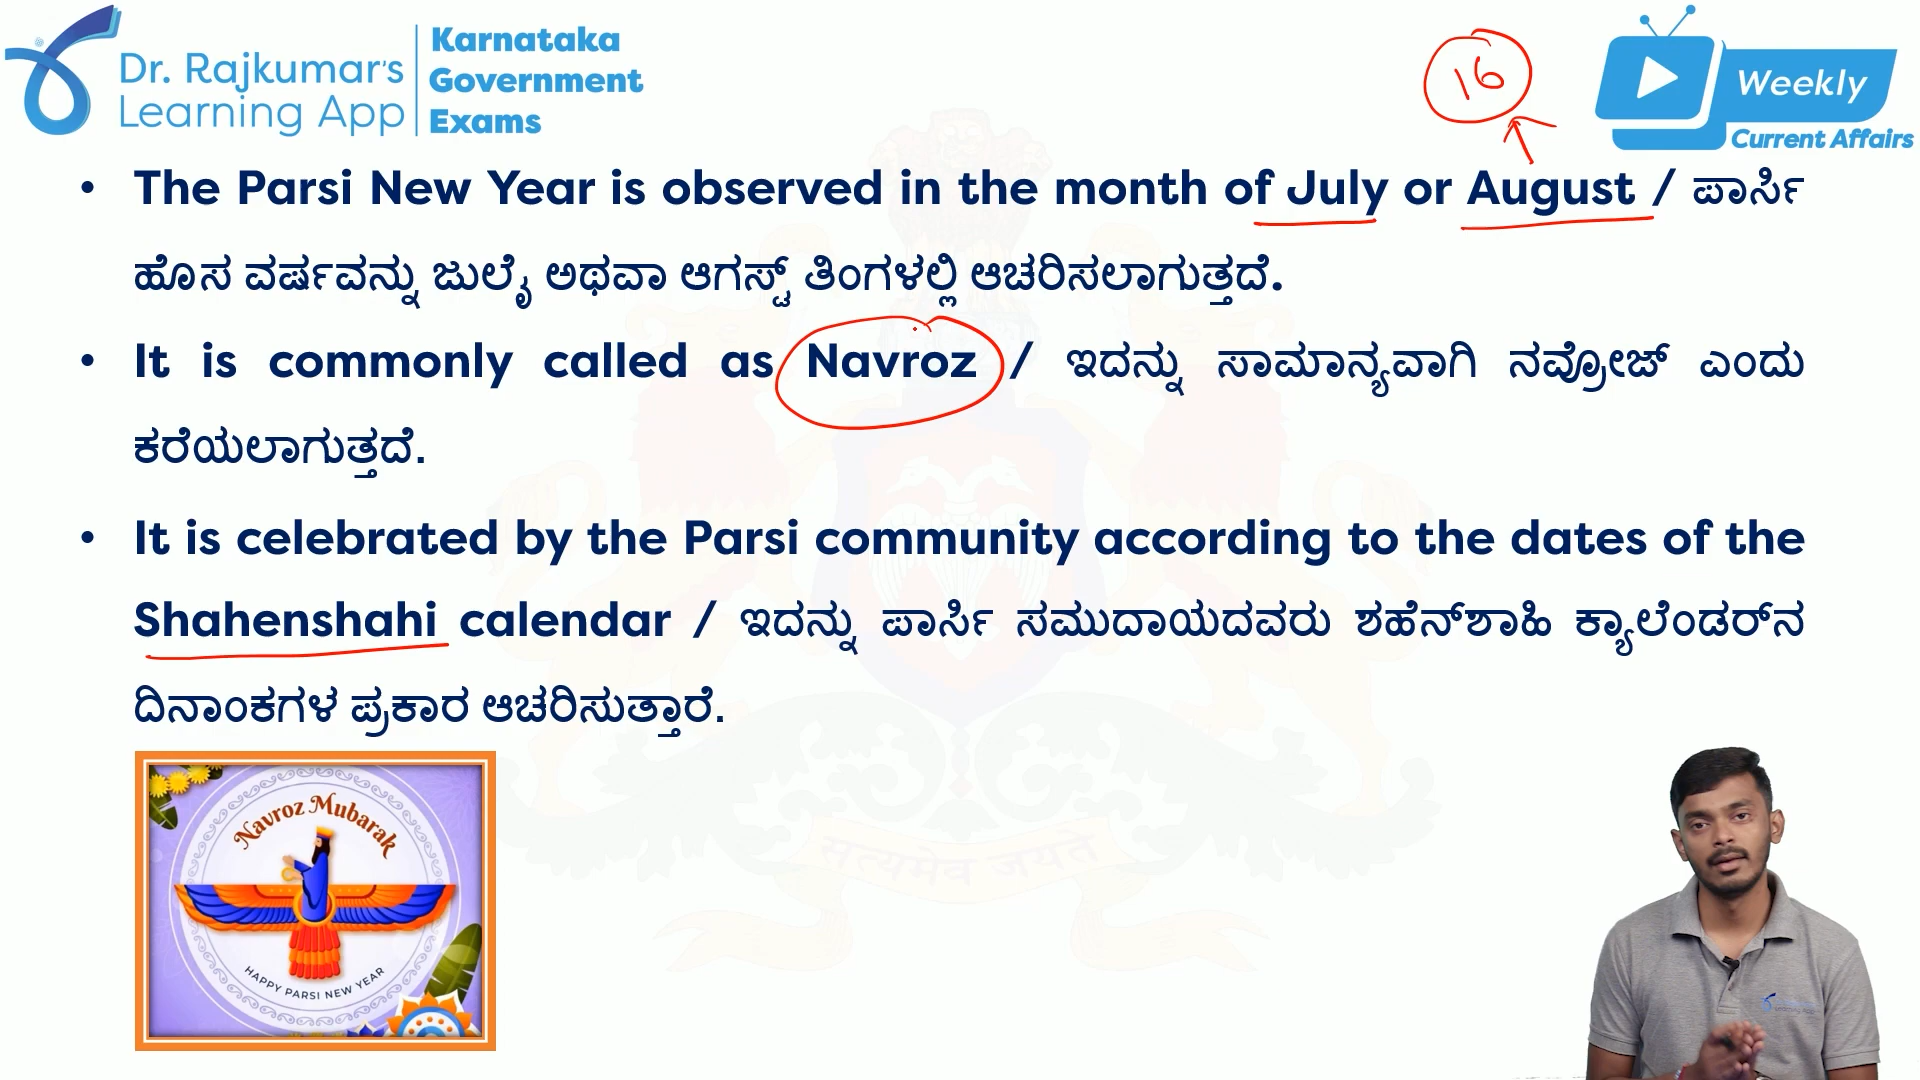 Dr. Rajkumar's
Learning App
Karnataka
Government
Exams
16
Weekly
Current Affairs
• The Parsi New Year is observed in the month of July or August / ಪಾರ್ಸಿ
ಹೊಸ ವರ್ಷವನ್ನು ಜುಲೈ ಅಥವಾ ಆಗಸ್ಟ್ ತಿಂಗಳಲ್ಲಿ ಆಚರಿಸಲಾಗುತ್ತದೆ.
• It is commonly called as Navroz / ಇದನ್ನು ಸಾಮಾನ್ಯವಾಗಿ ನವ್ರೋಜ್ ಎಂದು
ಕರೆಯಲಾಗುತ್ತದೆ.
• It is celebrated by the Parsi community according to the dates of the
Shahenshahi calendar / ಇದನ್ನು ಪಾರ್ಸಿ ಸಮುದಾಯದವರು ಶಹೆನ್‌ಶಾಹಿ ಕ್ಯಾಲೆಂಡರ್‌ನ
ದಿನಾಂಕಗಳ ಪ್ರಕಾರ ಆಚರಿಸುತ್ತಾರೆ.
सत्यमेव जयते
Navroz Mubarak
HAPPY PARSI NEW YEAR